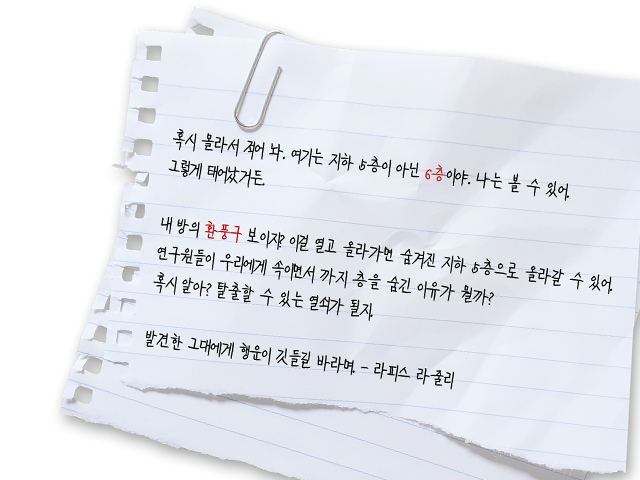 혹시 몰라서 적어 놔. 여기는 지하 5층이 아닌 6층이야. 나는 볼 수 있어.
그렇게 태어났거든.
내 방의 환풍구 보이지? 이걸 열고 올라가면 숨겨진 지하 5층으로 올라갈 수 있어.
연구원들이 우리에게 속이면서 까지 층을 숨긴 이유가 뭘까?
혹시 알아? 탈출할 수 있는 열쇠가 될지.
발견한 그대에게 행운이 깃들길 바라며. - 라피스 라줄리